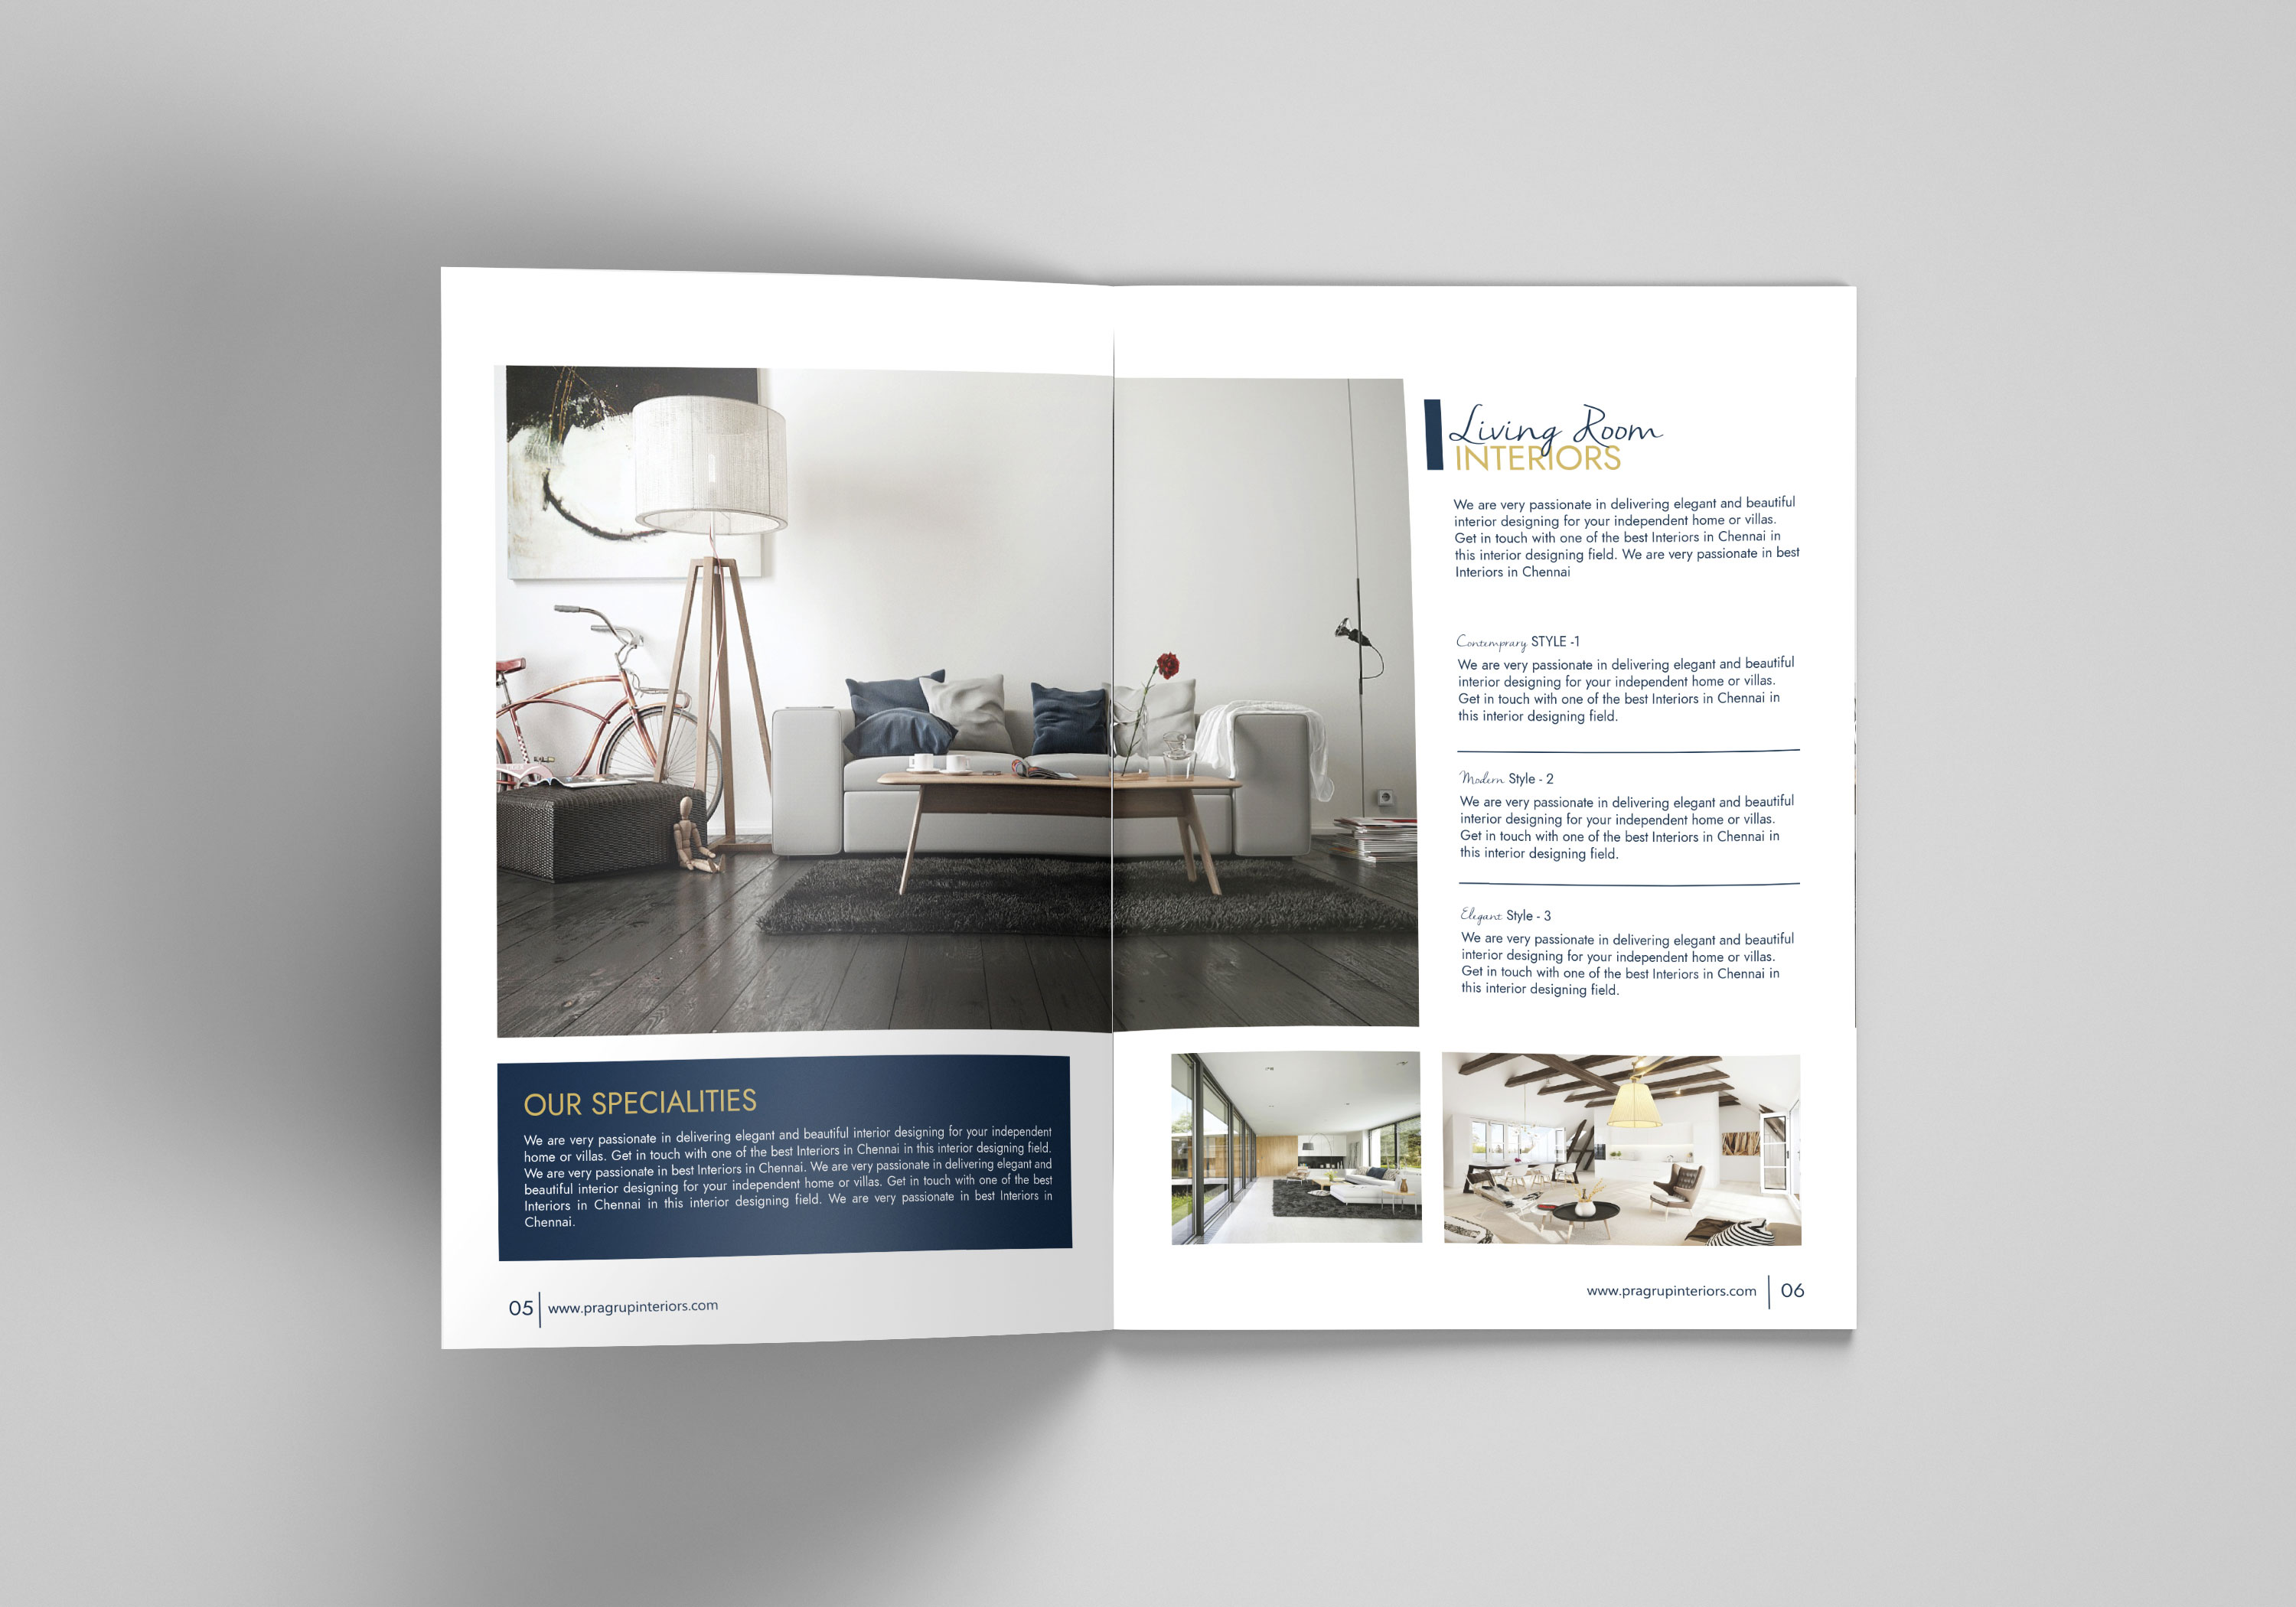 OUR SPECIALITIES
We are very passionate in delivering elegant and beautiful interior designing for your independent
home or villas. Get in touch with one of the best Interiors in Chennai in this interior designing field.
We are very passionate in best Interiors in Chennai. We are very passionate in delivering elegant and
beautiful interior designing for your independent home or villas. Get in touch with one of the best
Interiors in Chennai in this interior designing field. We are very passionate in best Interiors in
Chennai.
05
www.pragrupinteriors.com
Living Room
INTERIORS
We are very passionate in delivering elegant and beautiful
interior designing for your independent home or villas.
Get in touch with one of the best Interiors in Chennai in
this interior designing field. We are very passionate in best
Interiors in Chennai
Contemprary STYLE -1
We are very passionate in delivering elegant and beautiful
interior designing for your independent home or villas.
Get in touch with one of the best Interiors in Chennai in
this interior designing field.
Modern Style - 2
We are very passionate in delivering elegant and beautiful
interior designing for your independent home or villas.
Get in touch with one of the best Interiors in Chennai in
this interior designing field.
Elegant Style - 3
We are very passionate in delivering elegant and beautiful
interior designing for your independent home or villas.
Get in touch with one of the best Interiors in Chennai in
this interior designing field.
www.pragrupinteriors.com
06